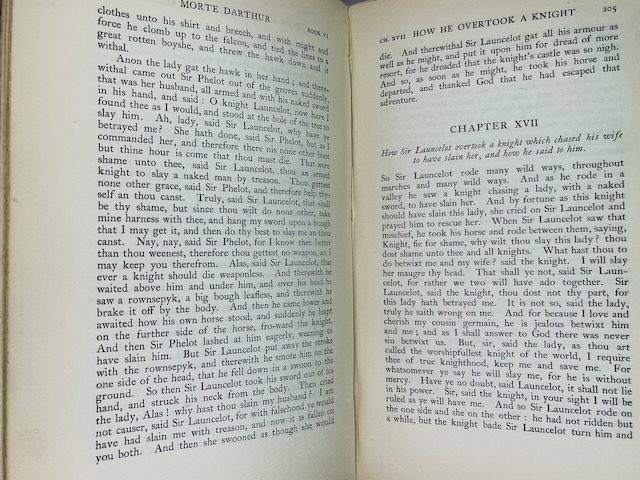 MORTE DARTHUR
BOOK VI
clothes unto his shirt and breech, and with might and
force he clomb up to the falcon, and tied the lines to a
great rotten boyshe, and threw the hawk down and it
withal.
Anon the lady gat the hawk in her hand; and there-
withal came out Sir Phelot out of the groves suddenly,
that was her husband, all armed and with his naked sword
in his hand, and said: O knight Launcelot, now have I
found thee as I would, and stood at the bole of the tree to
slay him. Ah, lady, said Sir Launcelot, why have ye
betrayed me? She hath done, said Sir Phelot, but as I
commanded her, and therefore there nis none other boot
but thine hour is come that thou must die. That were
shame unto thee, said Sir Launcelot, thou an armed
knight to slay a naked man by treason. Thou gettest
none other grace, said Sir Phelot, and therefore help thy-
self an thou canst. Truly, said Sir Launcelot, that shall
be thy shame, but since thou wilt do none other, take
mine harness with thee, and hang my sword upon a bough
that I may get it, and then do thy best to slay me an thou
canst. Nay, nay, said Sir Phelot, for I know thee better
than thou weenest, therefore thou gettest no weapon, an I
may keep you therefrom. Alas, said Sir Launcelot, that
ever a knight should die weaponless. And therewith he
waited above him and under him, and over his head he
saw a rownsepyk, a big bough leafless, and therewith he
brake it off by the body. And then he came lower and
awaited how his own horse stood, and suddenly he leapt
on the further side of the horse, fro-ward the knight.
And then Sir Phelot lashed at him eagerly, weening to
have slain him. But Sir Launcelot put away the stroke
with the rownsepyk, and therewith he smote him on the
one side of the head, that he fell down in a swoon to the
ground. So then Sir Launcelot took his sword out of his
hand, and struck his neck from the body. Then cried
the lady, Alas! why hast thou slain my husband? I am
not causer, said Sir Launcelot, for with falsehood ye would
have had slain me with treason, and now it is fallen on
you both. And then she swooned as though she would
CH. XVII HOW HE OVERTOOK A KNIGHT 205
die. And therewithal Sir Launcelot gat all his armour as
well as he might, and put it upon him for dread of more
resort, for he dreaded that the knight's castle was so nigh.
And so, as soon as he might, he took his horse and
departed, and thanked God that he had escaped that
adventure.
CHAPTER XVII
How Sir Launcelot overtook a knight which chased his wife
to have slain her, and how he said to him.
So Sir Launcelot rode many wild ways, throughout
marches and many wild ways. And as he rode in a
valley he saw a knight chasing a lady, with a naked
sword, to have slain her. And by fortune as this knight
should have slain this lady, she cried on Sir Launcelot and
prayed him to rescue her. When Sir Launcelot saw that
mischief, he took his horse and rode between them, saying,
Knight, fie for shame, why wilt thou slay this lady? thou
dost shame unto thee and all knights. What hast thou to
do betwixt me and my wife? said the knight. I will slay
her maugre thy head. That shall ye not, said Sir Laun-
celot, for rather we two will have ado together. Sir
Launcelot, said the knight, thou dost not thy part, for
this lady hath betrayed me. It is not so, said the lady,
truly he saith wrong on me. And for because I love and
cherish my cousin germain, he is jealous betwixt him
and me; and as I shall answer to God there was never
sin betwixt us. But, sir, said the lady, as thou art
called the worshipfullest knight of the world, I require
thee of true knighthood, keep me and save me. For
whatsomever ye say he will slay me, for he is without
mercy. Have ye no doubt, said Launcelot, it shall not lie
in his power. Sir, said the knight, in your sight I will be
ruled as ye will have me. And so Sir Launcelot rode on
the one side and she on the other: he had not ridden but
a while, but the knight bade Sir Launcelot turn him and